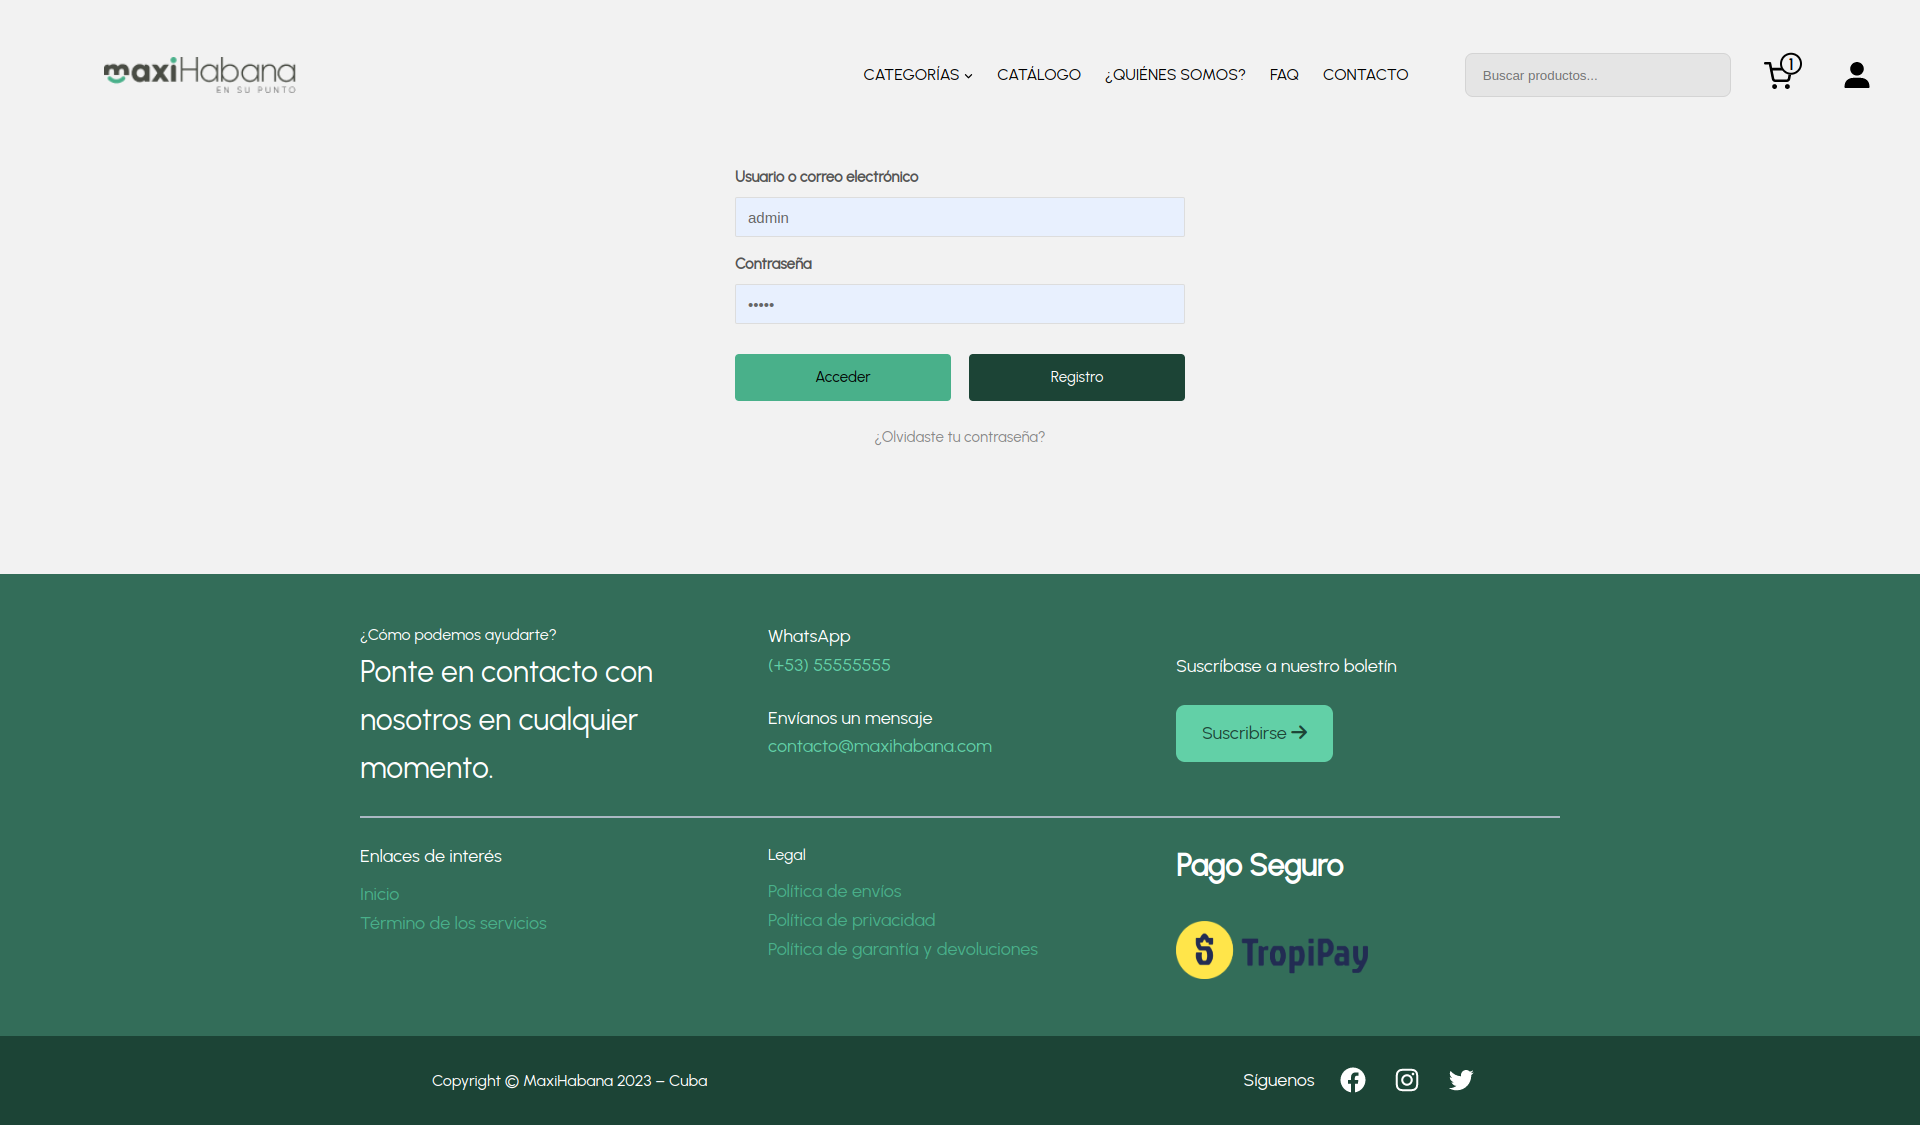 maxiHabana
EN SU PUNTO
CATEGORÍAS
CATÁLOGO
¿QUIÉNES SOMOS?
FAQ
CONTACTO
Buscar productos...
1
Usuario o correo electrónico
admin
Contraseña
•••••
Acceder
Registro
¿Olvidaste tu contraseña?
¿Cómo podemos ayudarte?
Ponte en contacto con
nosotros en cualquier
momento.
WhatsApp
(+53) 55555555
Envíanos un mensaje
contacto@maxihabana.com
Suscríbase a nuestro boletín
Suscribirse
Enlaces de interés
Inicio
Término de los servicios
Legal
Política de envíos
Política de privacidad
Política de garantía y devoluciones
Pago Seguro
TropiPay
Copyright © MaxiHabana 2023 – Cuba
Síguenos